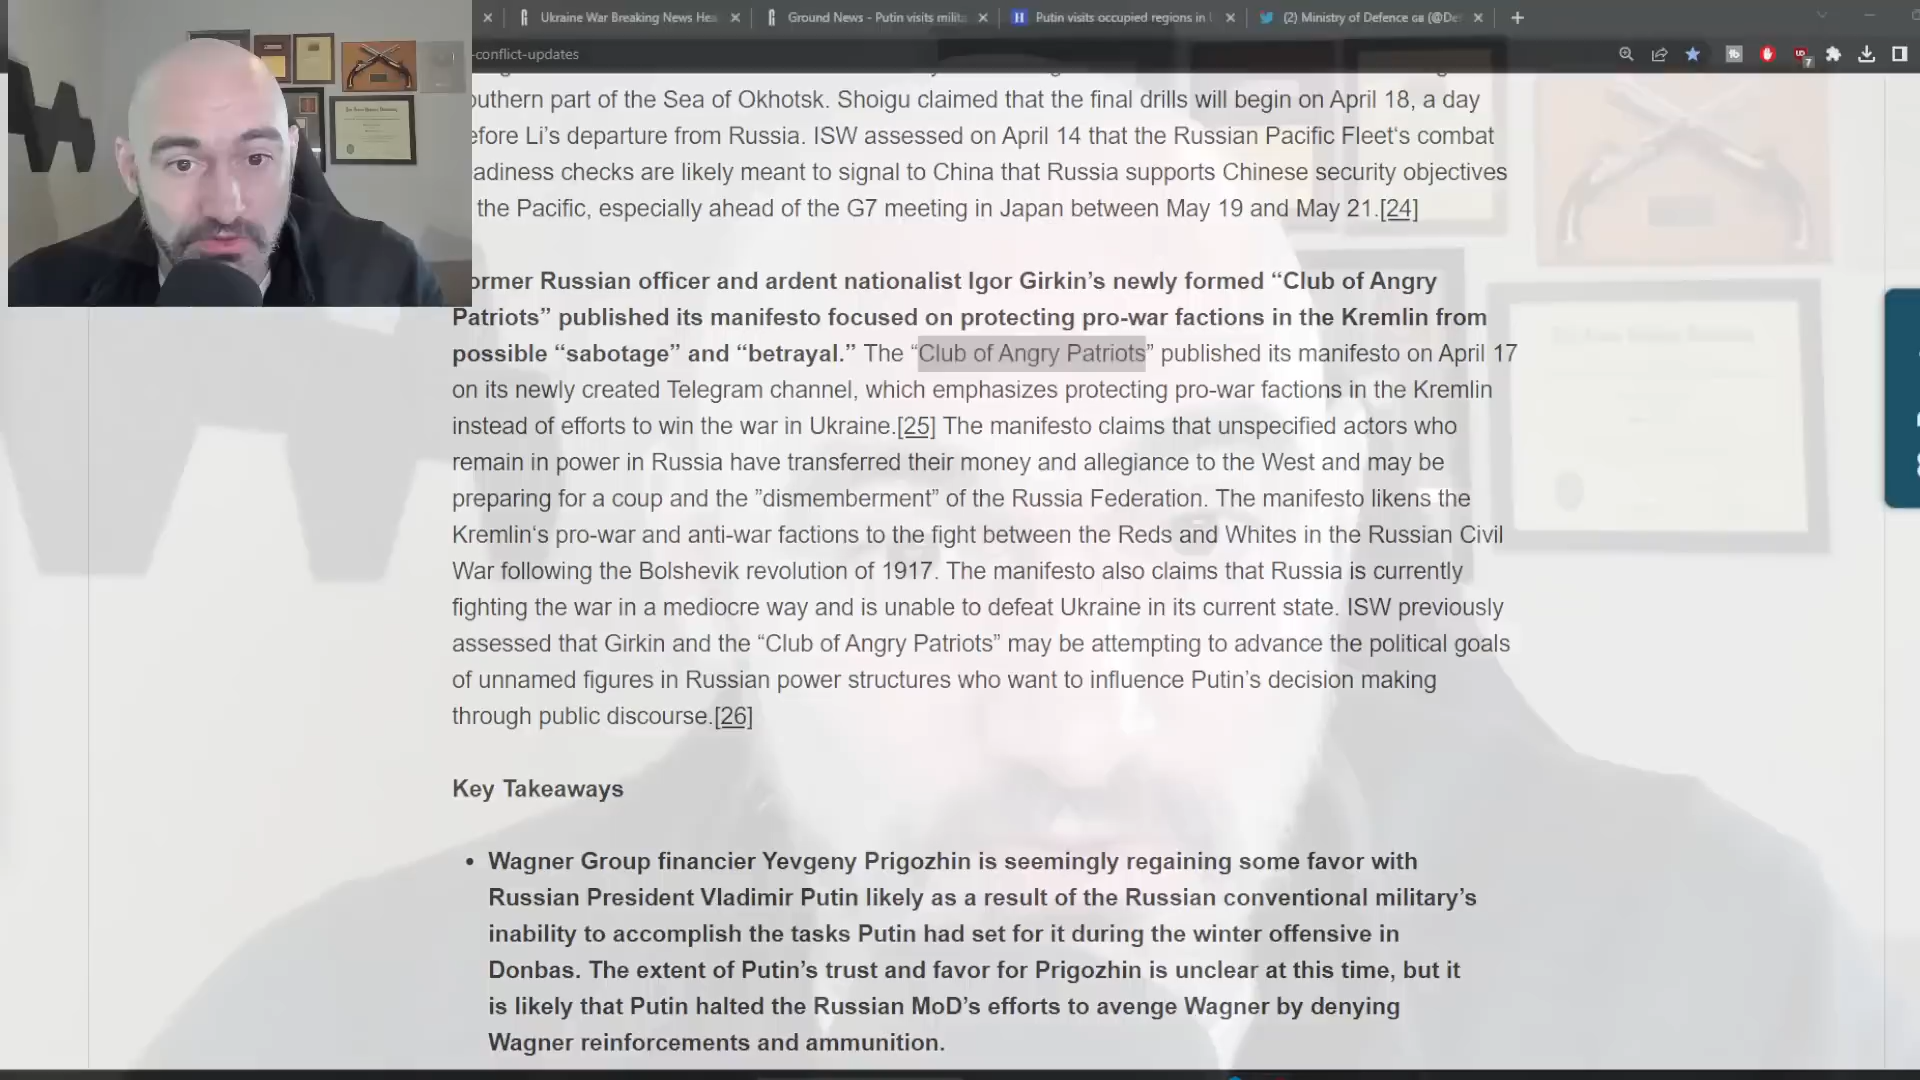 Ukraine War Breaking News He
Ground News - Putin visits milit
Putin visits occupied regions in
(2) Ministry of Defence GB (@De
-conflict-updates
7
outhern part of the Sea of Okhotsk. Shoigu claimed that the final drills will begin on April 18, a day
efore Li's departure from Russia. ISW assessed on April 14 that the Russian Pacific Fleet‘s combat
adiness checks are likely meant to signal to China that Russia supports Chinese security objectives
the Pacific, especially ahead of the G7 meeting in Japan between May 19 and May 21.[24]
ormer Russian officer and ardent nationalist Igor Girkin’s newly formed “Club of Angry
Patriots” published its manifesto focused on protecting pro-war factions in the Kremlin from
possible “sabotage” and “betrayal.” The “Club of Angry Patriots” published its manifesto on April 17
on its newly created Telegram channel, which emphasizes protecting pro-war factions in the Kremlin
instead of efforts to win the war in Ukraine.[25] The manifesto claims that unspecified actors who
remain in power in Russia have transferred their money and allegiance to the West and may be
preparing for a coup and the ”dismemberment” of the Russia Federation. The manifesto likens the
Kremlin‘s pro-war and anti-war factions to the fight between the Reds and Whites in the Russian Civil
War following the Bolshevik revolution of 1917. The manifesto also claims that Russia is currently
fighting the war in a mediocre way and is unable to defeat Ukraine in its current state. ISW previously
assessed that Girkin and the “Club of Angry Patriots” may be attempting to advance the political goals
of unnamed figures in Russian power structures who want to influence Putin’s decision making
through public discourse.[26]
Key Takeaways
• Wagner Group financier Yevgeny Prigozhin is seemingly regaining some favor with
Russian President Vladimir Putin likely as a result of the Russian conventional military’s
inability to accomplish the tasks Putin had set for it during the winter offensive in
Donbas. The extent of Putin’s trust and favor for Prigozhin is unclear at this time, but it
is likely that Putin halted the Russian MoD’s efforts to avenge Wagner by denying
Wagner reinforcements and ammunition.